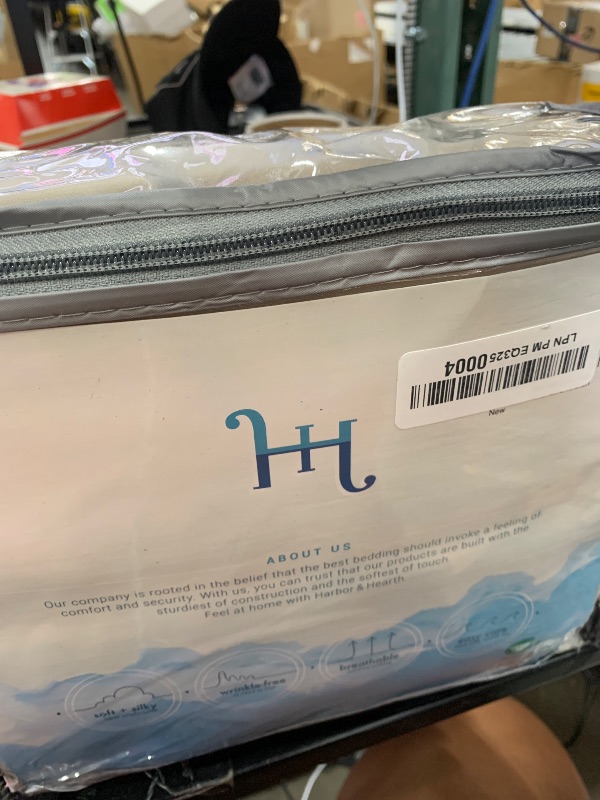 LPN PM EQ3250004
New
HH
ABOUT US
Our company is rooted in the belief that the best bedding should invoke a feeling of
comfort and security. With us, you can trust that our products are built with the
sturdiest of construction and the softest of touch
Feel at home with Harbor & Hearth.
soft + silky
wrinkle-free
breathable